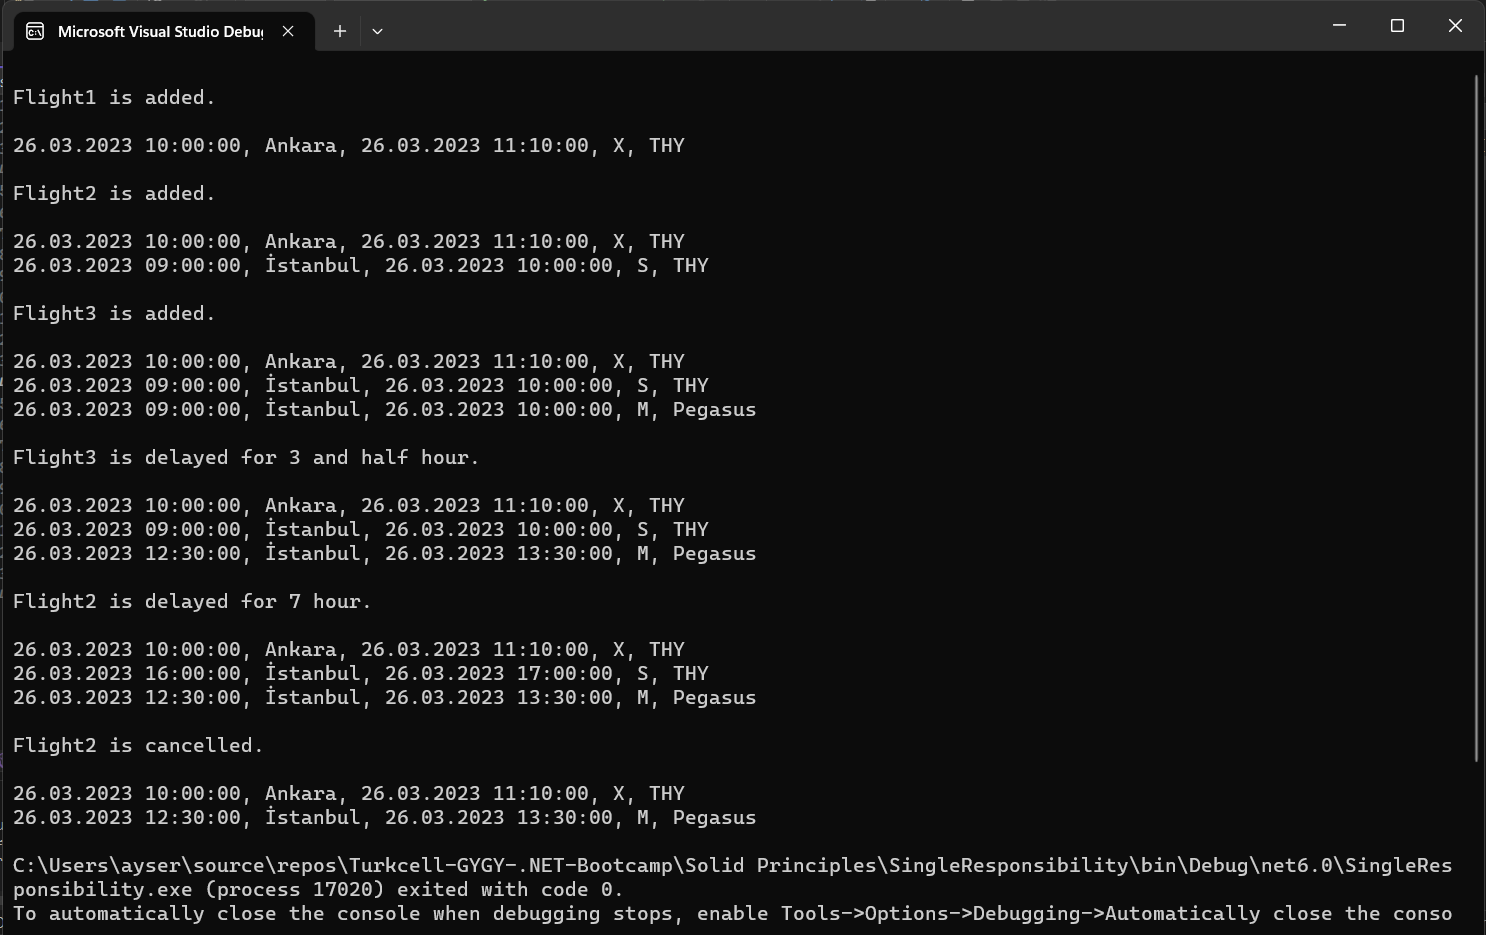 Microsoft Visual Studio Debug
Flight1 is added.
26.03.2023 10:00:00, Ankara, 26.03.2023 11:10:00, X, THY
Flight2 is added.
26.03.2023 10:00:00, Ankara, 26.03.2023 11:10:00, X, THY
26.03.2023 09:00:00, İstanbul, 26.03.2023 10:00:00, S, THY
Flight3 is added.
26.03.2023 10:00:00, Ankara, 26.03.2023 11:10:00, X, THY
26.03.2023 09:00:00, İstanbul, 26.03.2023 10:00:00, S, THY
26.03.2023 09:00:00, İstanbul, 26.03.2023 10:00:00, M, Pegasus
Flight3 is delayed for 3 and half hour.
26.03.2023 10:00:00, Ankara, 26.03.2023 11:10:00, X, THY
26.03.2023 09:00:00, İstanbul, 26.03.2023 10:00:00, S, THY
26.03.2023 12:30:00, İstanbul, 26.03.2023 13:30:00, M, Pegasus
Flight2 is delayed for 7 hour.
26.03.2023 10:00:00, Ankara, 26.03.2023 11:10:00, X, THY
26.03.2023 16:00:00, İstanbul, 26.03.2023 17:00:00, S, THY
26.03.2023 12:30:00, İstanbul, 26.03.2023 13:30:00, M, Pegasus
Flight2 is cancelled.
26.03.2023 10:00:00, Ankara, 26.03.2023 11:10:00, X, THY
26.03.2023 12:30:00, İstanbul, 26.03.2023 13:30:00, M, Pegasus
C:\Users\ayser\source\repos\Turkcell-GYGY-.NET-Bootcamp\Solid Principles\SingleResponsibility\bin\Debug\net6.0\SingleRes
ponsibility.exe (process 17020) exited with code 0.
To automatically close the console when debugging stops, enable Tools->Options->Debugging->Automatically close the conso